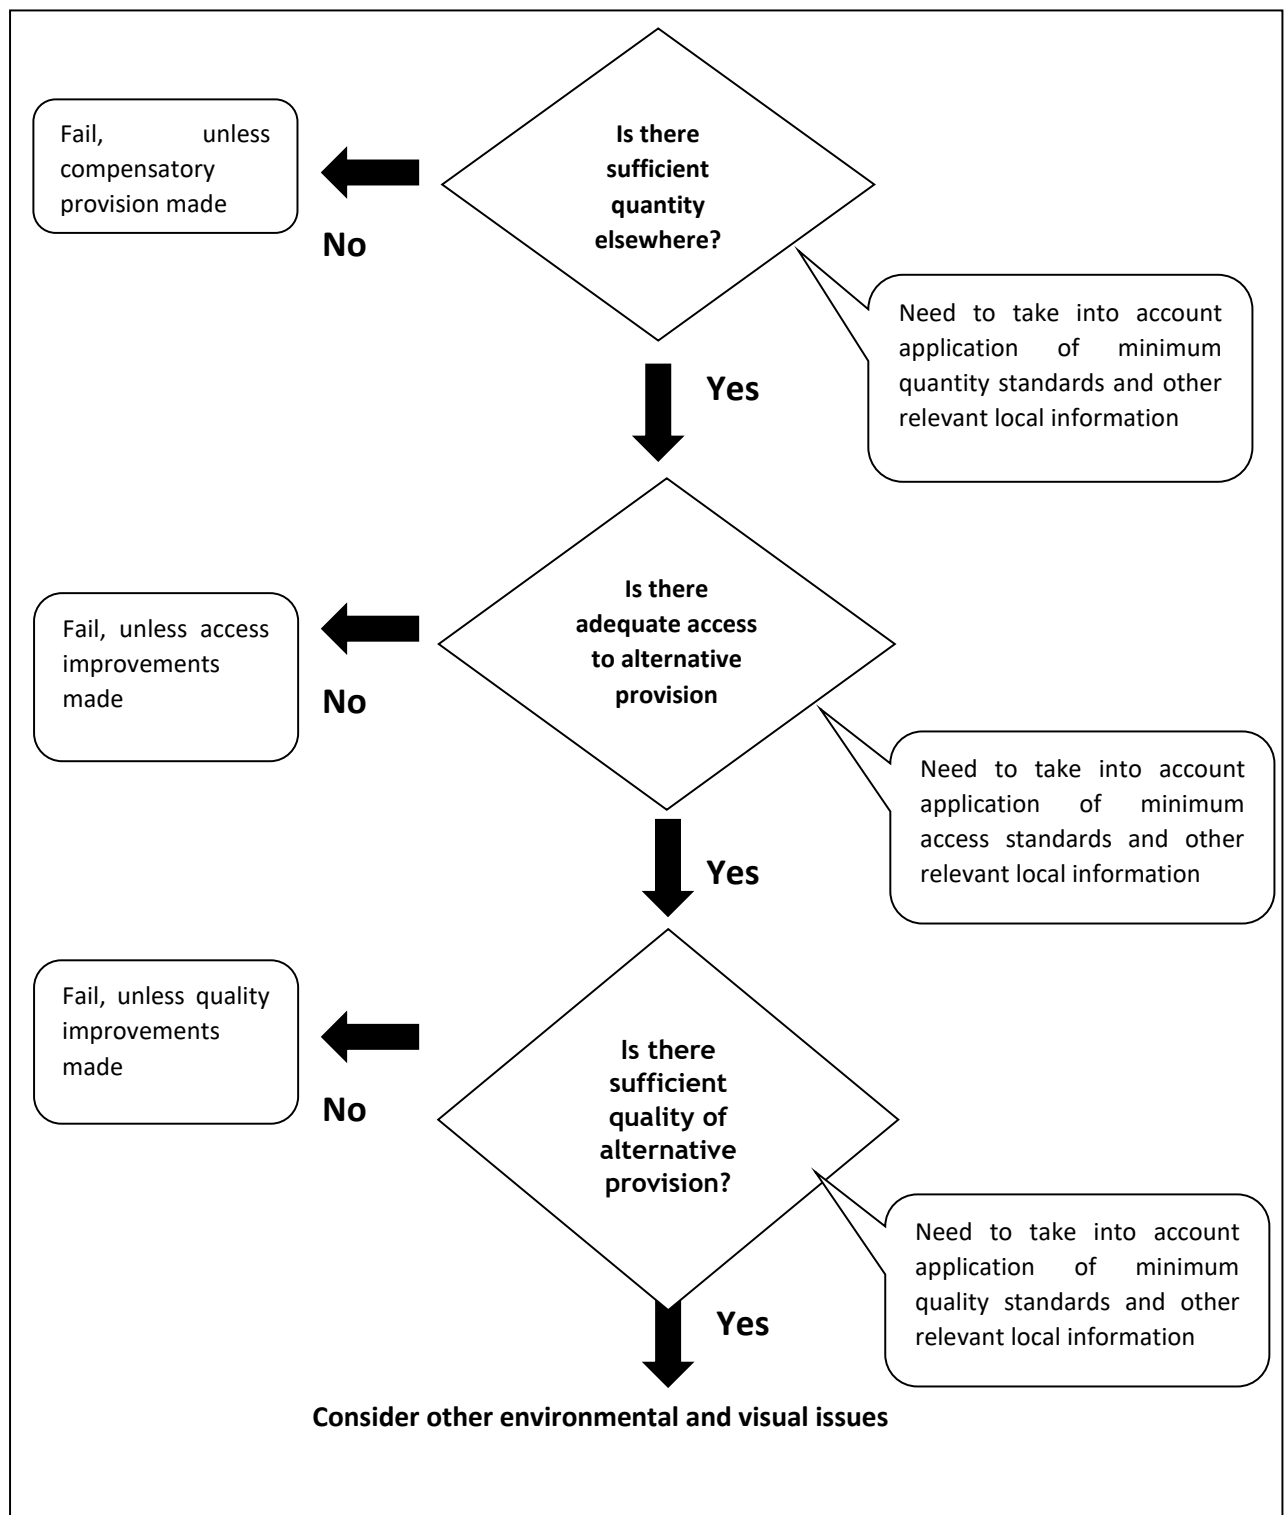 Is there
sufficient
quantity
elsewhere?
Fail, unless
compensatory
provision made
No
Need to take into account
application of minimum
quantity standards and other
relevant local information
Yes
Is there
adequate access
to alternative
provision
Fail, unless access
improvements
made
No
Need to take into account
application of minimum
access standards and other
relevant local information
Yes
Is there
sufficient
quality of
alternative
provision?
Fail, unless quality
improvements
made
No
Need to take into account
application of minimum
quality standards and other
relevant local information
Yes
Consider other environmental and visual issues